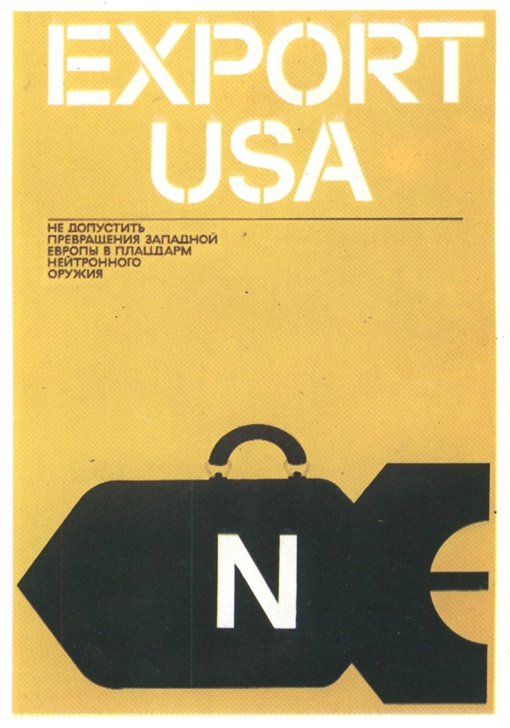 EXPORT
USA
НЕ ДОПУСТИТЬ
ПРЕВРАЩЕНИЯ ЗАПАДНОЙ
ЕВРОПЫ В ПЛАЦДАРМ
НЕЙТРОННОГО
ОРУЖИЯ
N